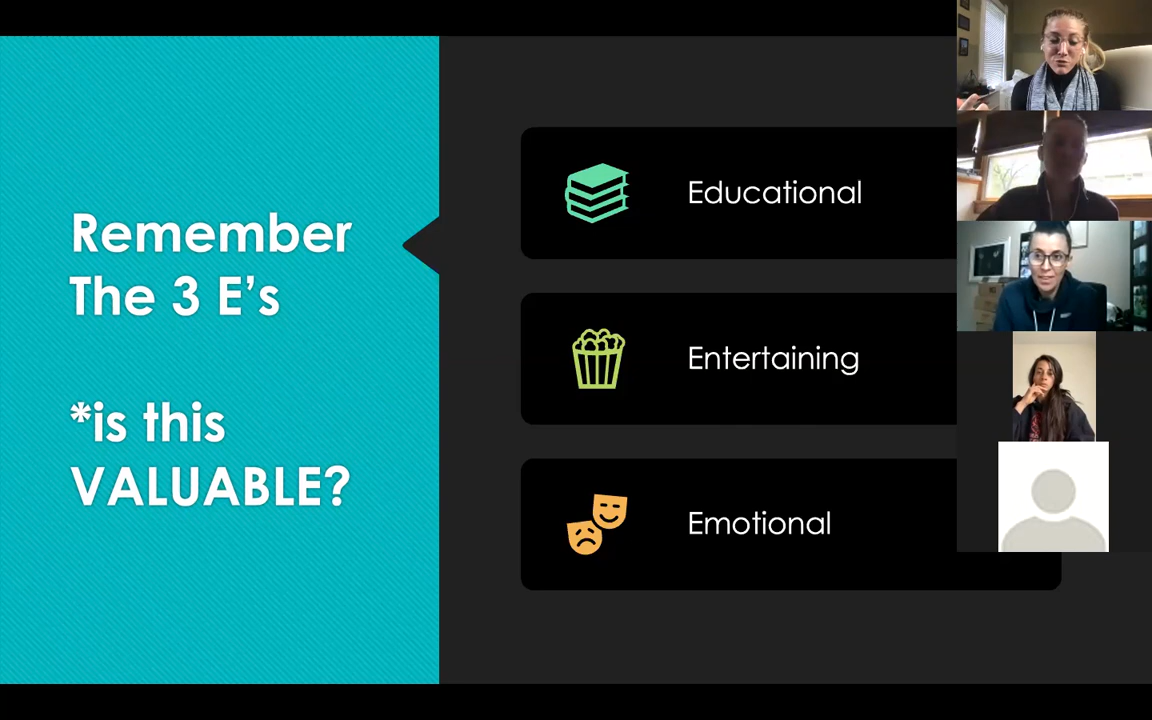 Remember
The 3 E's
*is this
VALUABLE?
Educational
Entertaining
Emotional